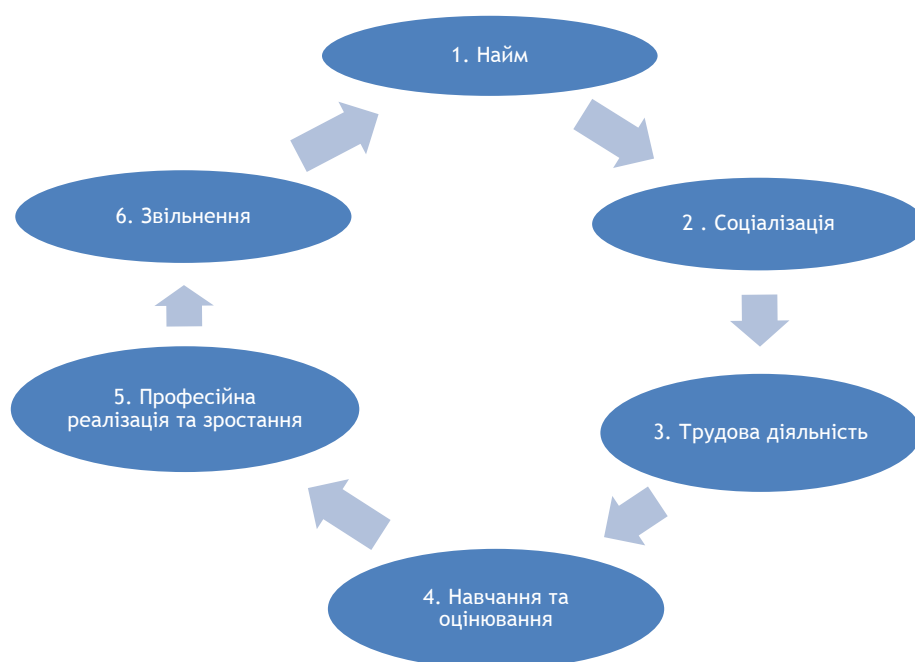 1. Найм
2 . Соціалізація
3. Трудова діяльність
4. Навчання та
оцінювання
5. Професійна
реалізація та зростання
6. Звільнення